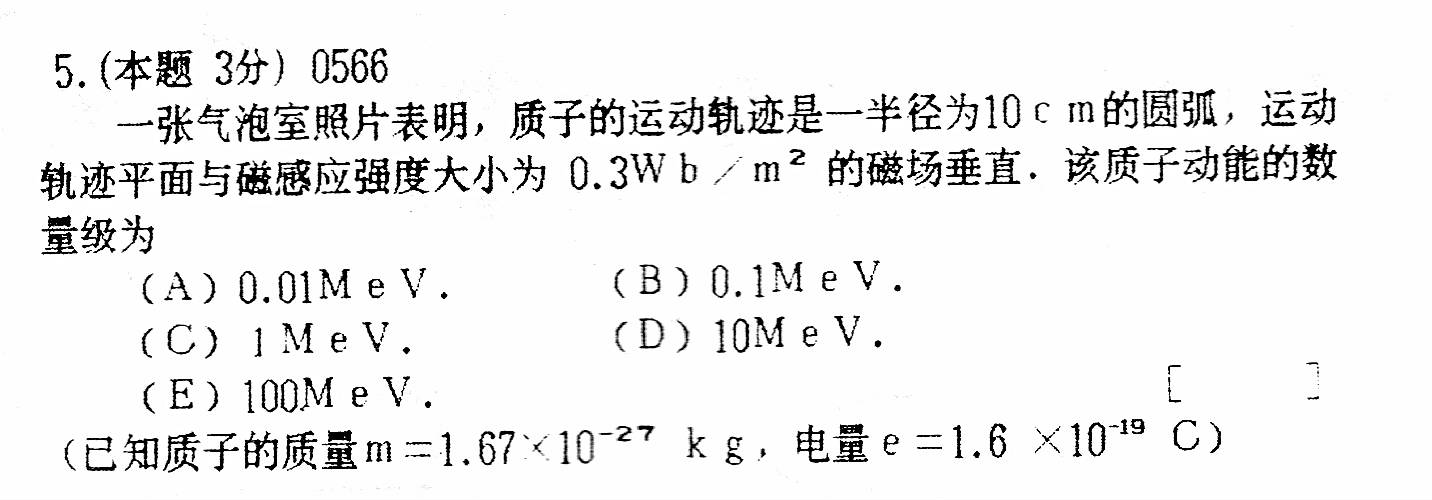 5.(本题 3分) 0566
一张气泡室照片表明，质子的运动轨迹是一半径为10cm的圆弧，运动
轨迹平面与磁感应强度大小为 0.3Wb／m² 的磁场垂直．该质子动能的数
量级为
（A）0.01MeV．（B）0.1MeV．
（C）1MeV．（D）10MeV．
（E）100MeV． [ ]
（已知质子的质量m＝1.67×10⁻²⁷ kg，电量e＝1.6 ×10⁻¹⁹ C）